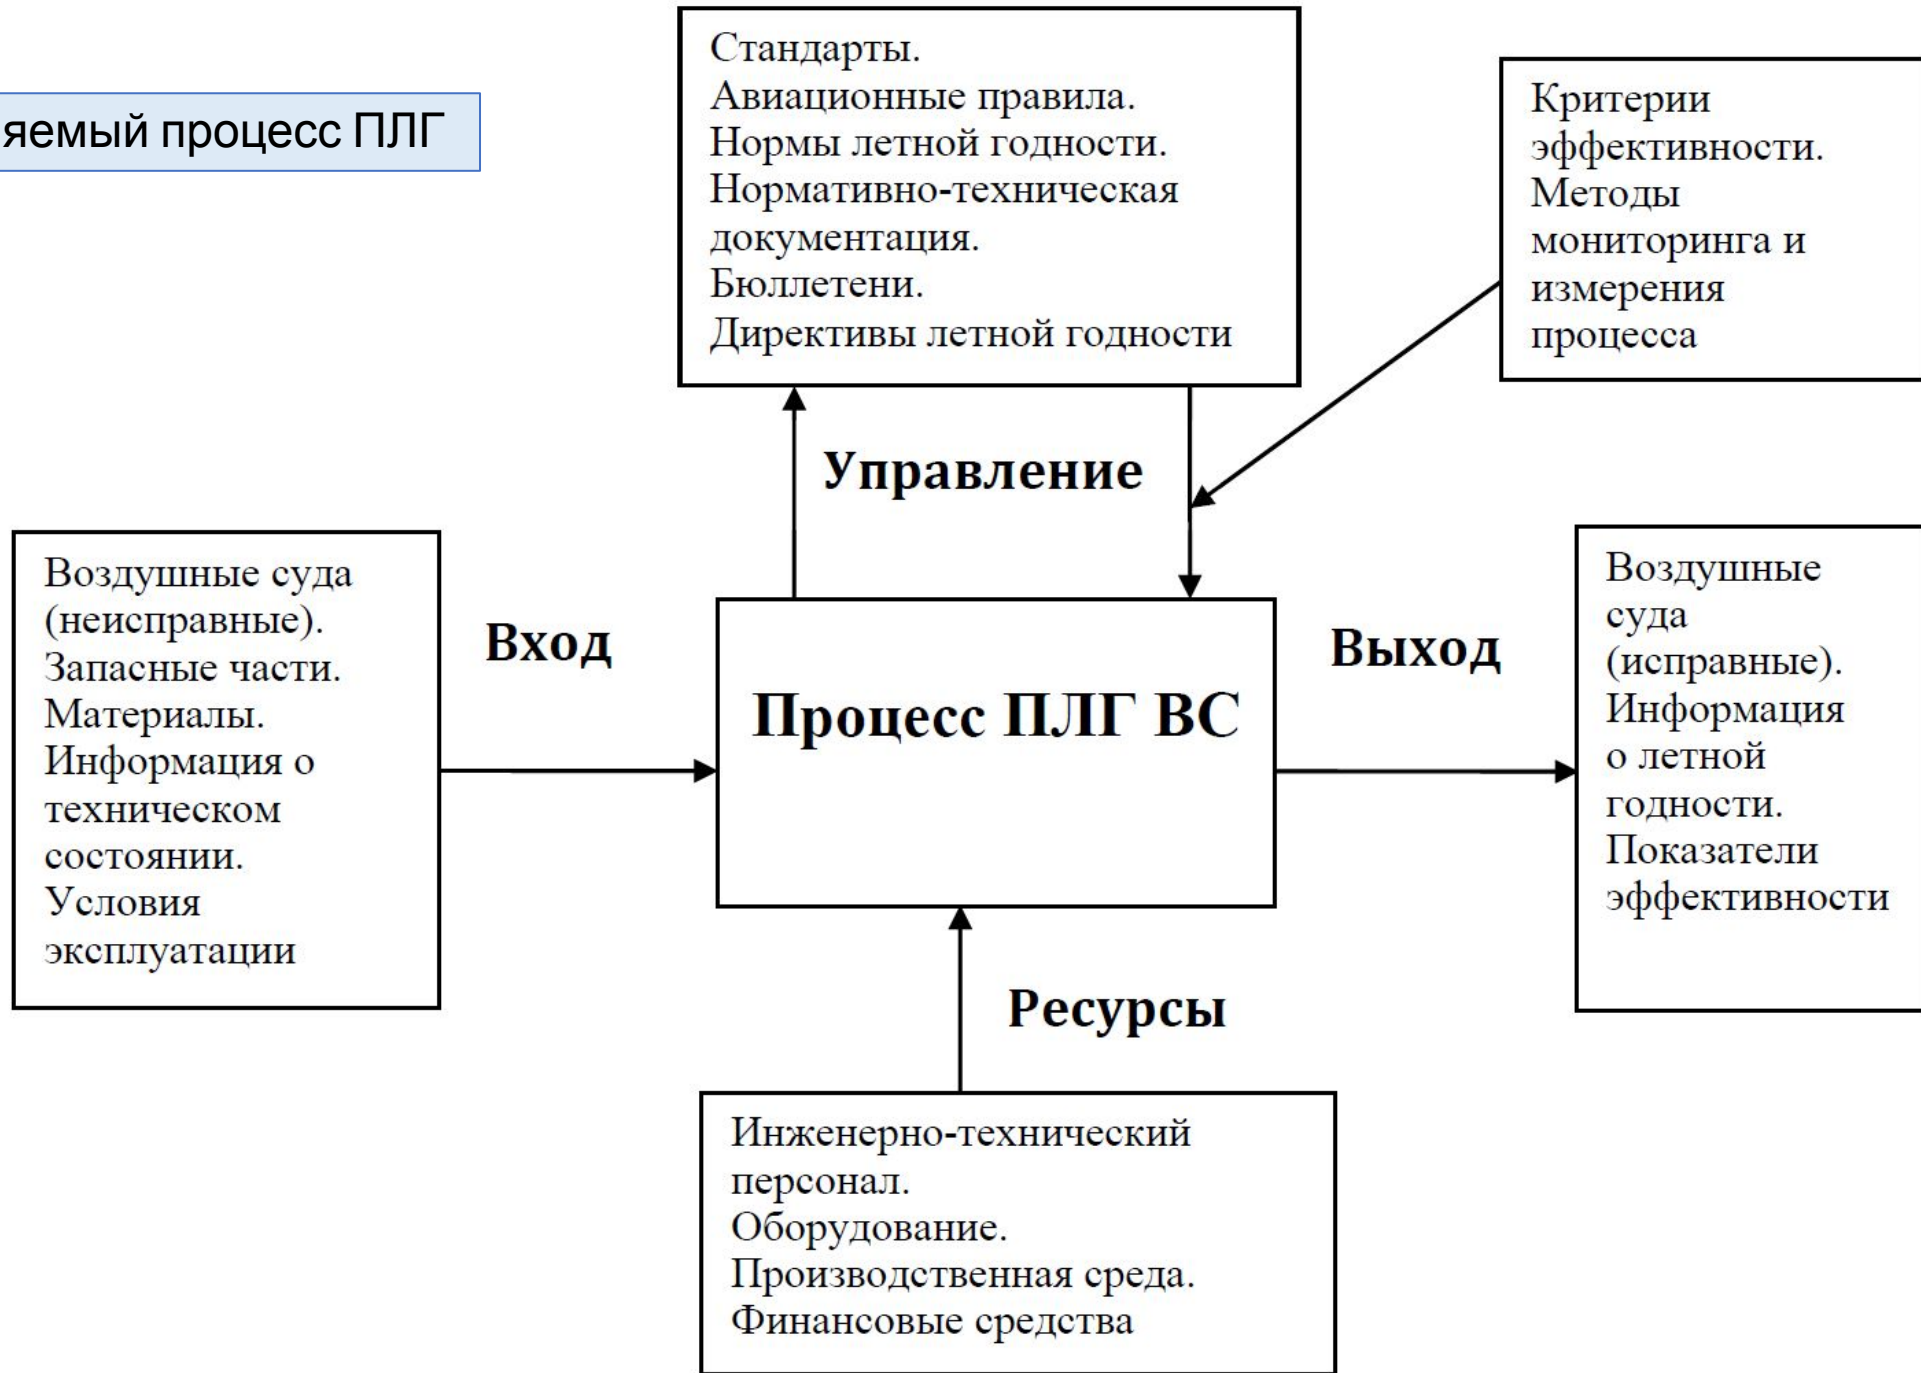 яемый процесс ПЛГ
Стандарты.
Авиационные правила.
Нормы летной годности.
Нормативно-техническая
документация.
Бюллетени.
Директивы летной годности
Критерии
эффективности.
Методы
мониторинга и
измерения
процесса
Управление
Воздушные суда
(неисправные).
Запасные части.
Материалы.
Информация о
техническом
состоянии.
Условия
эксплуатации
Вход
Процесс ПЛГ ВС
Выход
Воздушные
суда
(исправные).
Информация
о летной
годности.
Показатели
эффективности
Ресурсы
Инженерно-технический
персонал.
Оборудование.
Производственная среда.
Финансовые средства